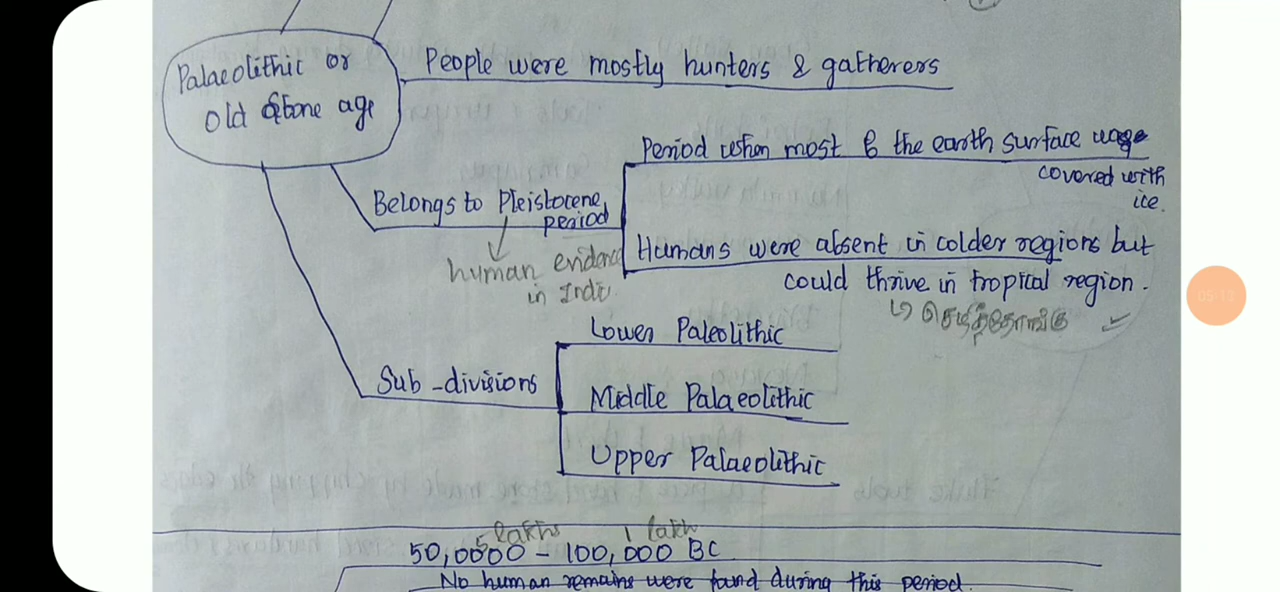 Palaeolithic or
old stone age
People were mostly hunters & gatherers
Belongs to Pleistocene
period
human evidence
in Indi
Period when most of the earth surface was
covered with
ice.
Humans were absent in colder regions but
could thrive in tropical region.
Sub-divisions
Lower Paleolithic
Middle Palaeolithic
Upper Palaeolithic
5 lakhs 1 lakh
50,0000 - 100,000 BC
No human remains were found during this period.
05:12